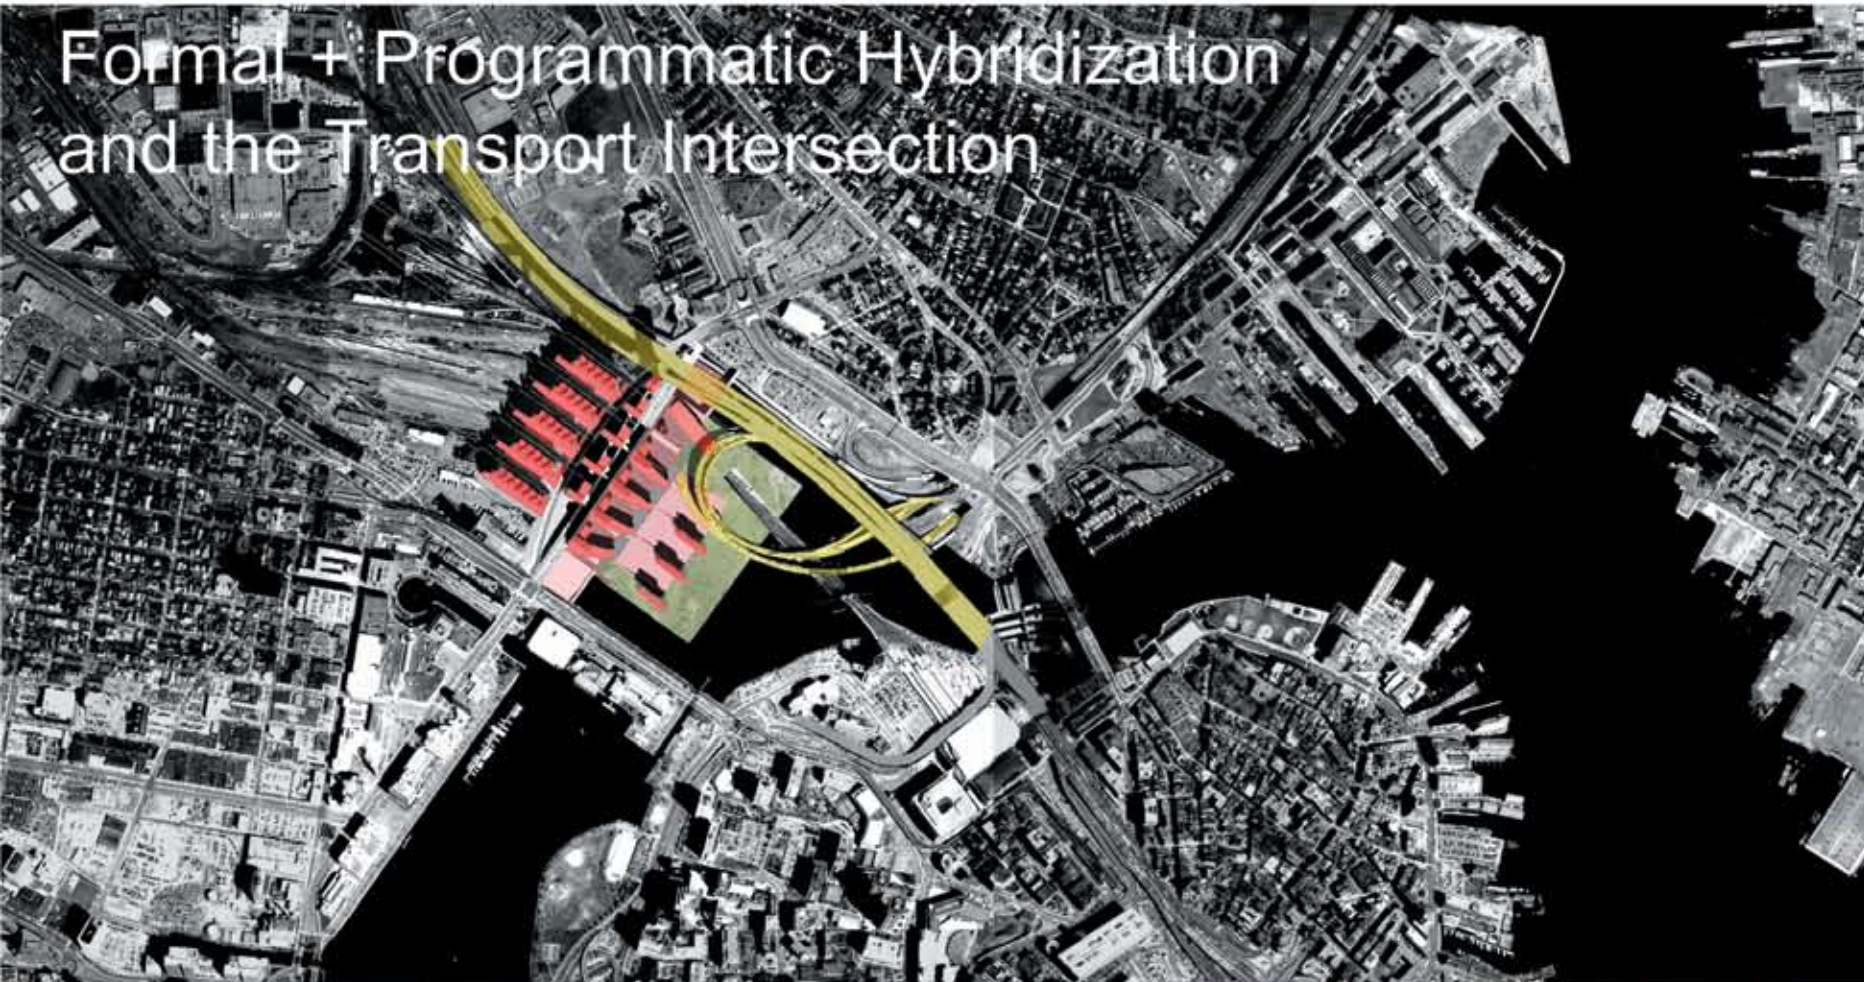 Formal + Programmatic Hybridization
and the Transport Intersection